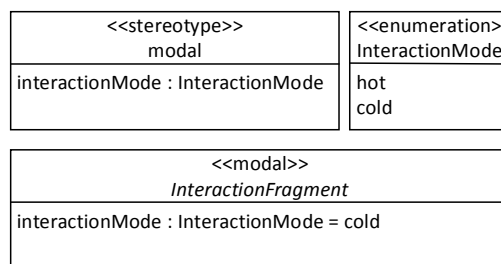 <<stereotype>>
modal
interactionMode : InteractionMode
<<enumeration>
InteractionMode
hot
cold
<<modal>>
InteractionFragment
interactionMode : InteractionMode = cold